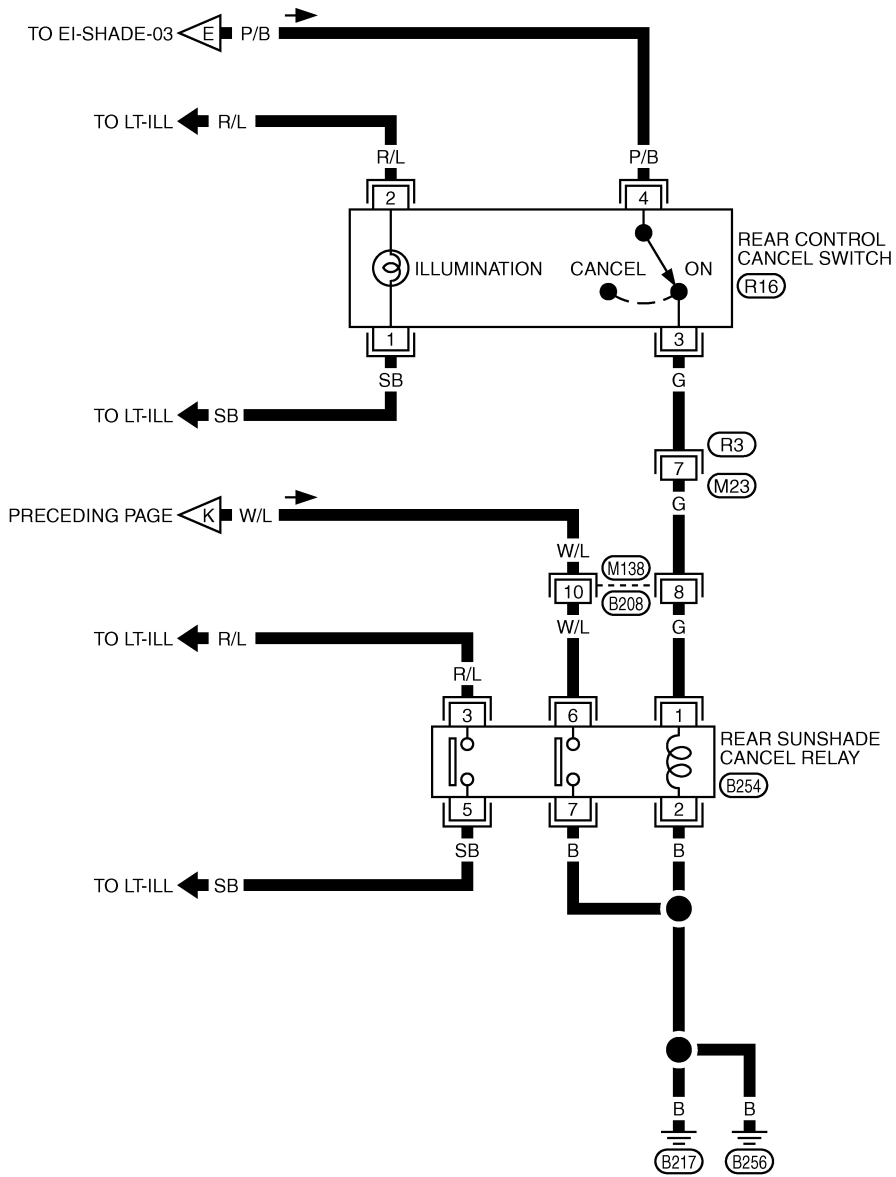 TO EI-SHADE-03 E P/B
TO LT-ILL R/L
R/L P/B
2 4
ILLUMINATION CANCEL ON
REAR CONTROL
CANCEL SWITCH
R16
1 3
SB G
TO LT-ILL SB
R3
7
M23
G
PRECEDING PAGE K W/L
W/L
M138
10 8
B208
W/L G
TO LT-ILL R/L
R/L
3 6 1
REAR SUNSHADE
CANCEL RELAY
B254
5 7 2
SB B B
TO LT-ILL SB
B B
B217 B256